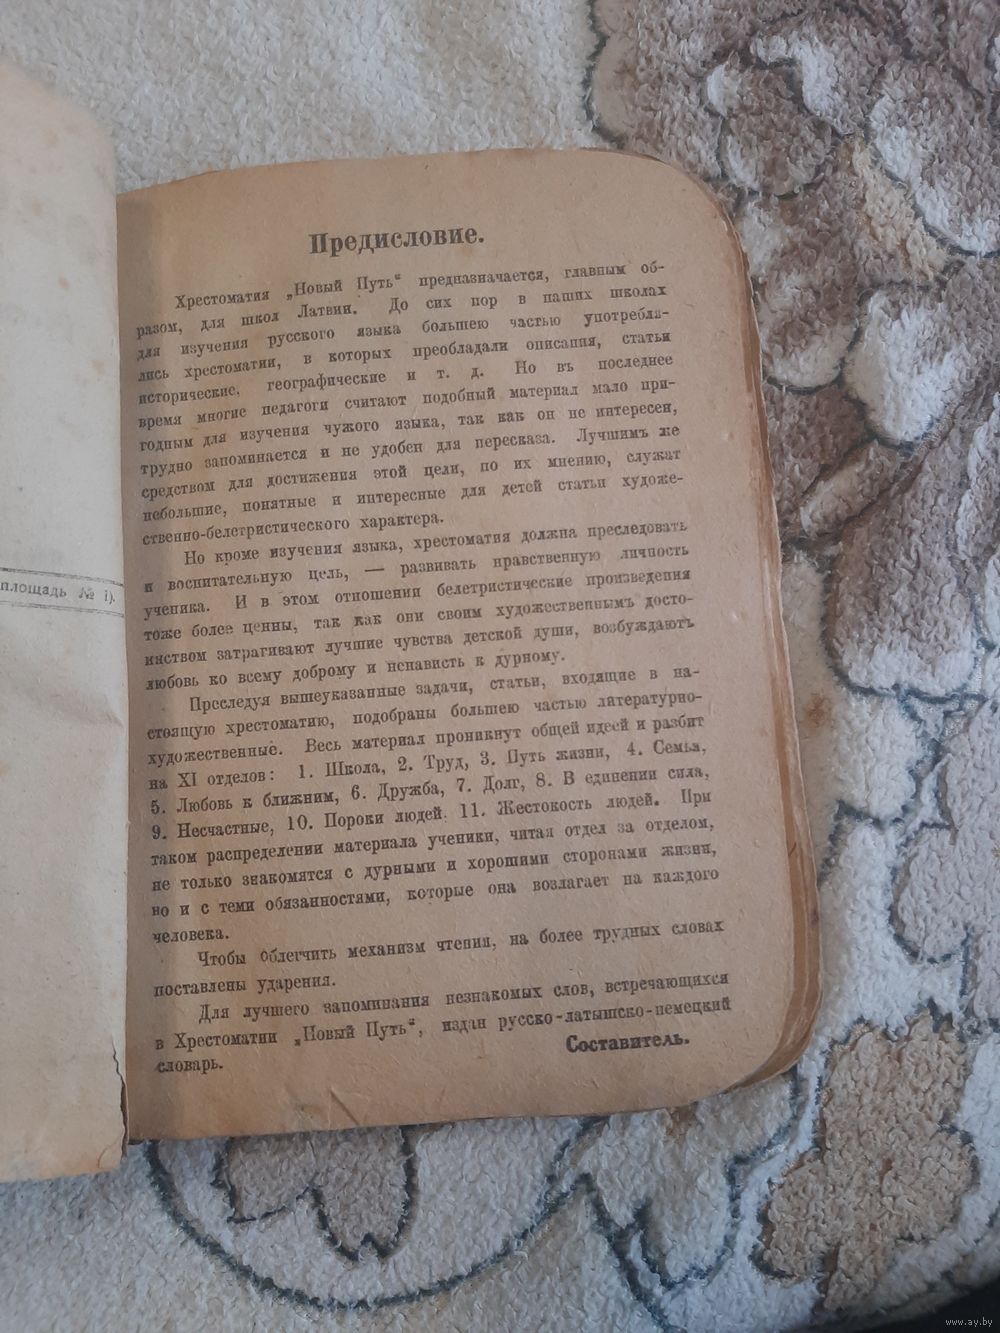 Предисловие.
Хрестоматия „Новый Путь“ предназначается, главным об-
разом, для школ Латвии. До сих пор в наших школах
для изучения русского языка большею частью употребля-
лись хрестоматии, в которых преобладали описания, статьи
исторические, географические и т. д. Но въ последнее
время многие педагоги считают подобный материал мало при-
годным для изучения чужого языка, так как он не интересен,
трудно запоминается и не удобен для пересказа. Лучшимъ же
средством для достижения этой цели, по их мнению, служат
небольшие, понятные и интересные для детей статьи художе-
ственно-белетристического характера.
Но кроме изучения языка, хрестоматия должна преследовать
и воспитательную цель, — развивать нравственную личность
ученика. И в этом отношении белетристические произведения
тоже более ценны, так как они своим художественнымъ досто-
инством затрагивают лучшие чувства детской души, возбуждаютъ
любовь ко всему доброму и ненависть к дурному.
Преследуя вышеуказанные задачи, статьи, входящие в на-
стоящую хрестоматию, подобраны большею частью литературно-
художественные. Весь материал проникнут общей идеей и разбит
на XI отделов: 1. Школа, 2. Труд, 3. Путь жизни, 4. Семья,
5. Любовь к ближним, 6. Дружба, 7. Долг, 8. В единении сила,
9. Несчастные, 10. Пороки людей. 11. Жестокость людей. При
таком распределении материала ученики, читая отдел за отделом,
не только знакомятся с дурными и хорошими сторонами жизни,
но и с теми обязанностями, которые она возлагает на каждого
человека.
Чтобы облегчить механизм чтения, на более трудных словах
поставлены ударения.
Для лучшего запоминания незнакомых слов, встречающихся
в Хрестоматии „Новый Путь“, издан русско-латышско-немецкий
словарь.
Составитель.
площадь № 1).
www.ay.by